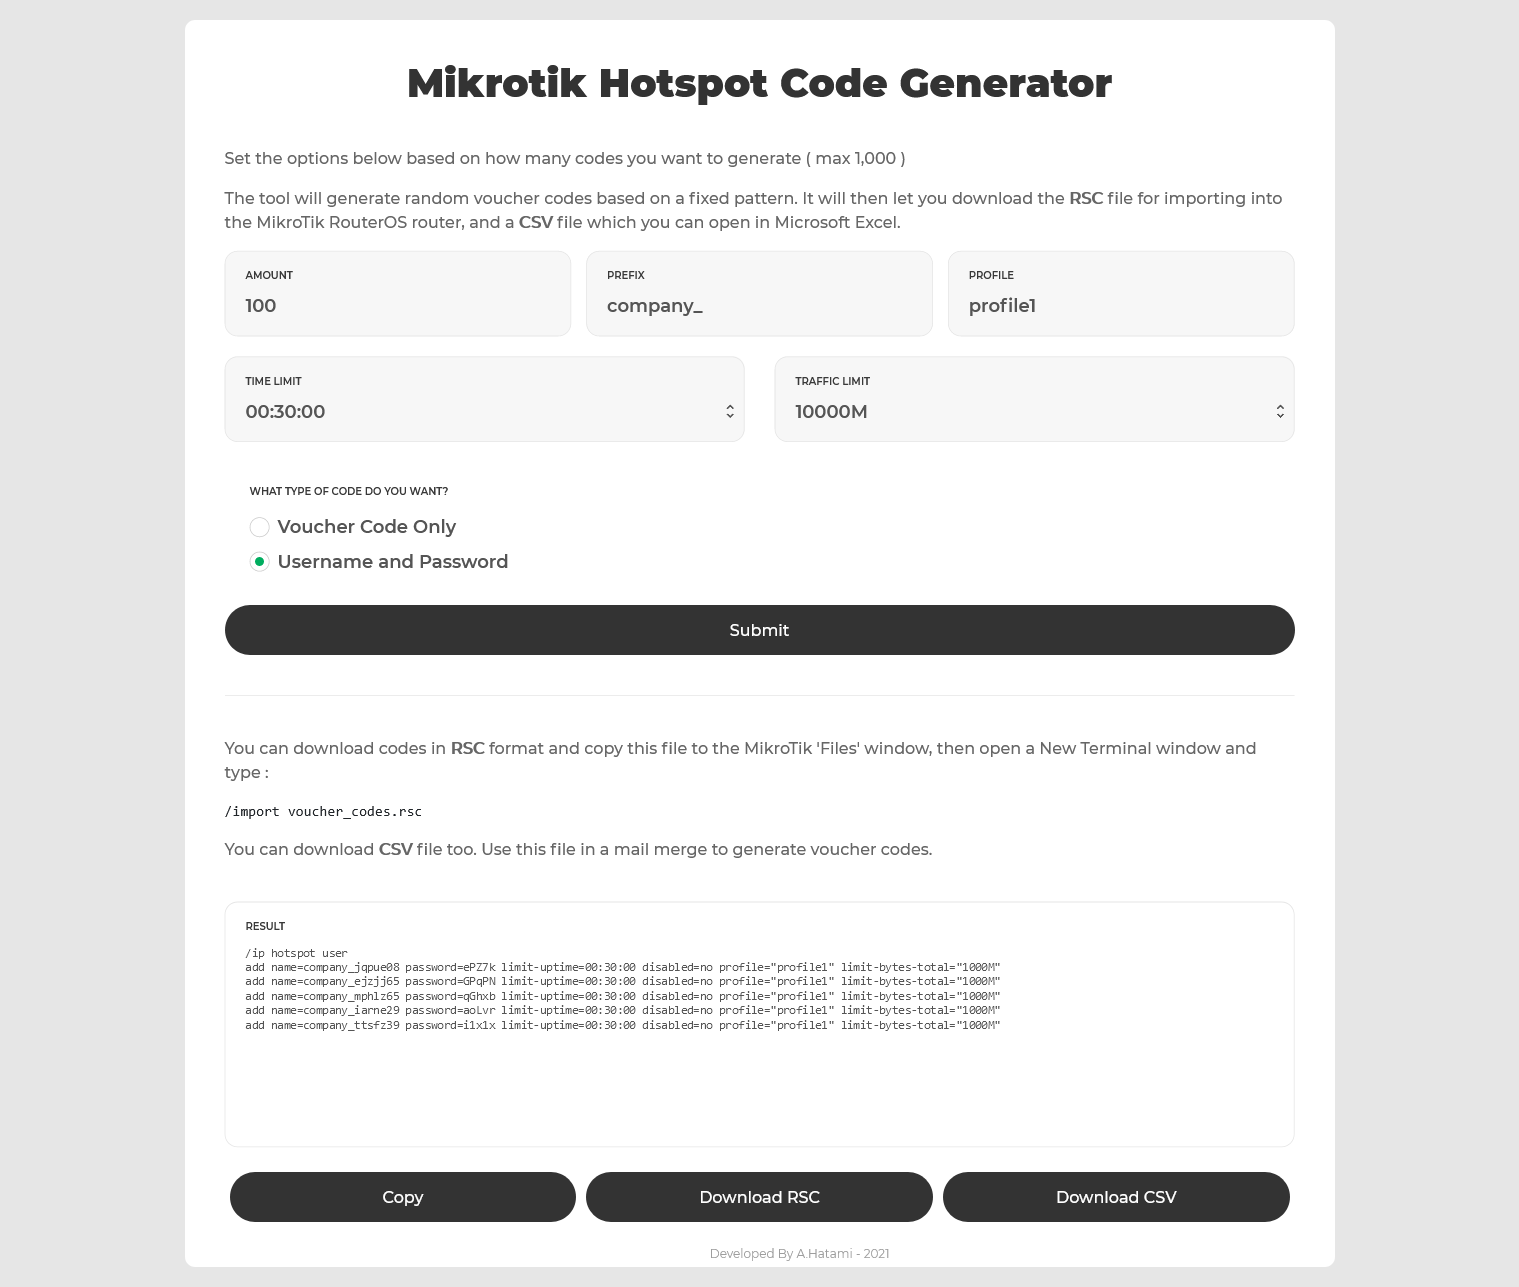 Mikrotik Hotspot Code Generator
Set the options below based on how many codes you want to generate ( max 1,000 )
The tool will generate random voucher codes based on a fixed pattern. It will then let you download the RSC file for importing into
the MikroTik RouterOS router, and a CSV file which you can open in Microsoft Excel.
AMOUNT
100
PREFIX
company_
PROFILE
profile1
TIME LIMIT
00:30:00
TRAFFIC LIMIT
10000M
WHAT TYPE OF CODE DO YOU WANT?
Voucher Code Only
Username and Password
Submit
You can download codes in RSC format and copy this file to the MikroTik 'Files' window, then open a New Terminal window and
type :
/import voucher_codes.rsc
You can download CSV file too. Use this file in a mail merge to generate voucher codes.
RESULT
/ip hotspot user
add name=company_jqpue08 password=ePZ7k limit-uptime=00:30:00 disabled=no profile="profile1" limit-bytes-total="1000M"
add name=company_ejzjj65 password=GPqPN limit-uptime=00:30:00 disabled=no profile="profile1" limit-bytes-total="1000M"
add name=company_mphlz65 password=qGhxb limit-uptime=00:30:00 disabled=no profile="profile1" limit-bytes-total="1000M"
add name=company_iarne29 password=aoLvr limit-uptime=00:30:00 disabled=no profile="profile1" limit-bytes-total="1000M"
add name=company_ttsfz39 password=i1x1x limit-uptime=00:30:00 disabled=no profile="profile1" limit-bytes-total="1000M"
Copy
Download RSC
Download CSV
Developed By A.Hatami - 2021